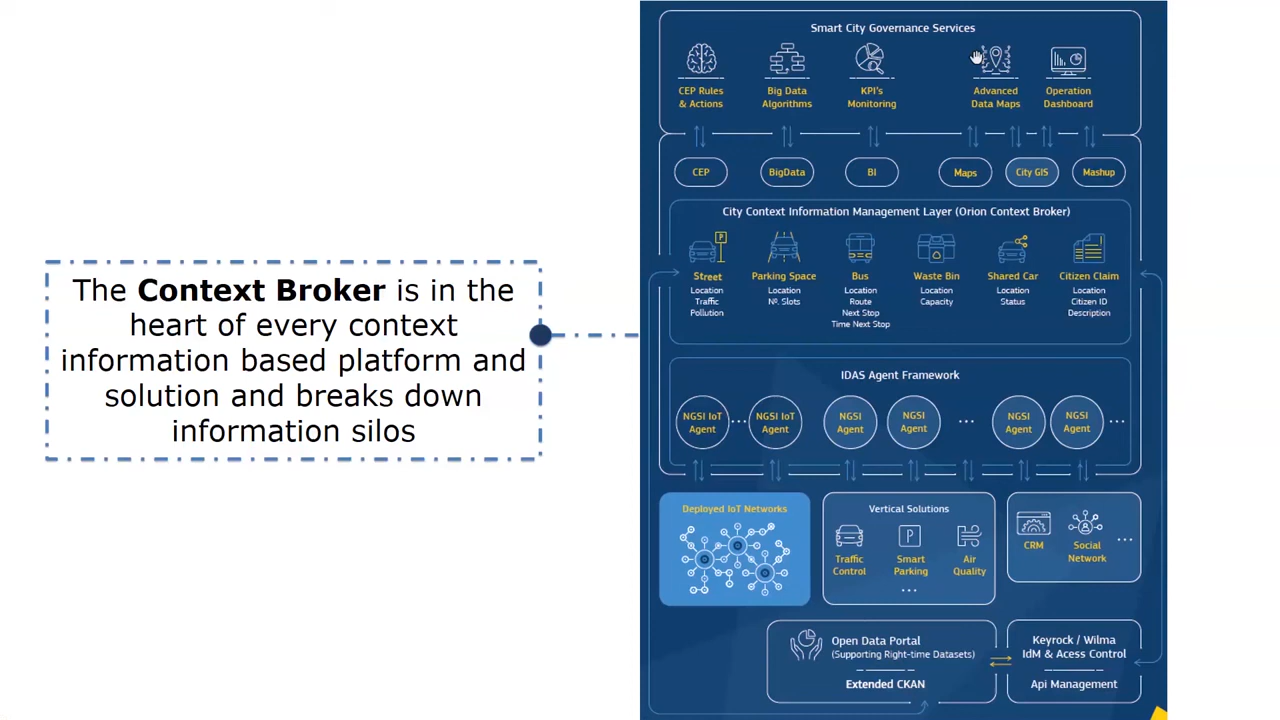 The Context Broker is in the
heart of every context
information based platform and
solution and breaks down
information silos
Smart City Governance Services
CEP Rules
& Actions
Big Data
Algorithms
KPI's
Monitoring
Advanced
Data Maps
Operation
Dashboard
CEP
BigData
BI
Maps
City GIS
Mashup
City Context Information Management Layer (Orion Context Broker)
P
Street
Location
Traffic
Pollution
Parking Space
Location
Nº. Slots
Bus
Location
Route
Next Stop
Time Next Stop
Waste Bin
Location
Capacity
Shared Car
Location
Status
Citizen Claim
Location
Citizen ID
Description
IDAS Agent Framework
NGSI IoT
Agent
...
NGSI IoT
Agent
NGSI
Agent
NGSI
Agent
...
NGSI
Agent
NGSI
Agent
...
Deployed IoT Networks
Vertical Solutions
Traffic
Control
P
Smart
Parking
Air
Quality
...
CRM
Social
Network
...
Open Data Portal
(Supporting Right-time Datasets)
Extended CKAN
Keyrock / Wilma
IdM & Acess Control
Api Management